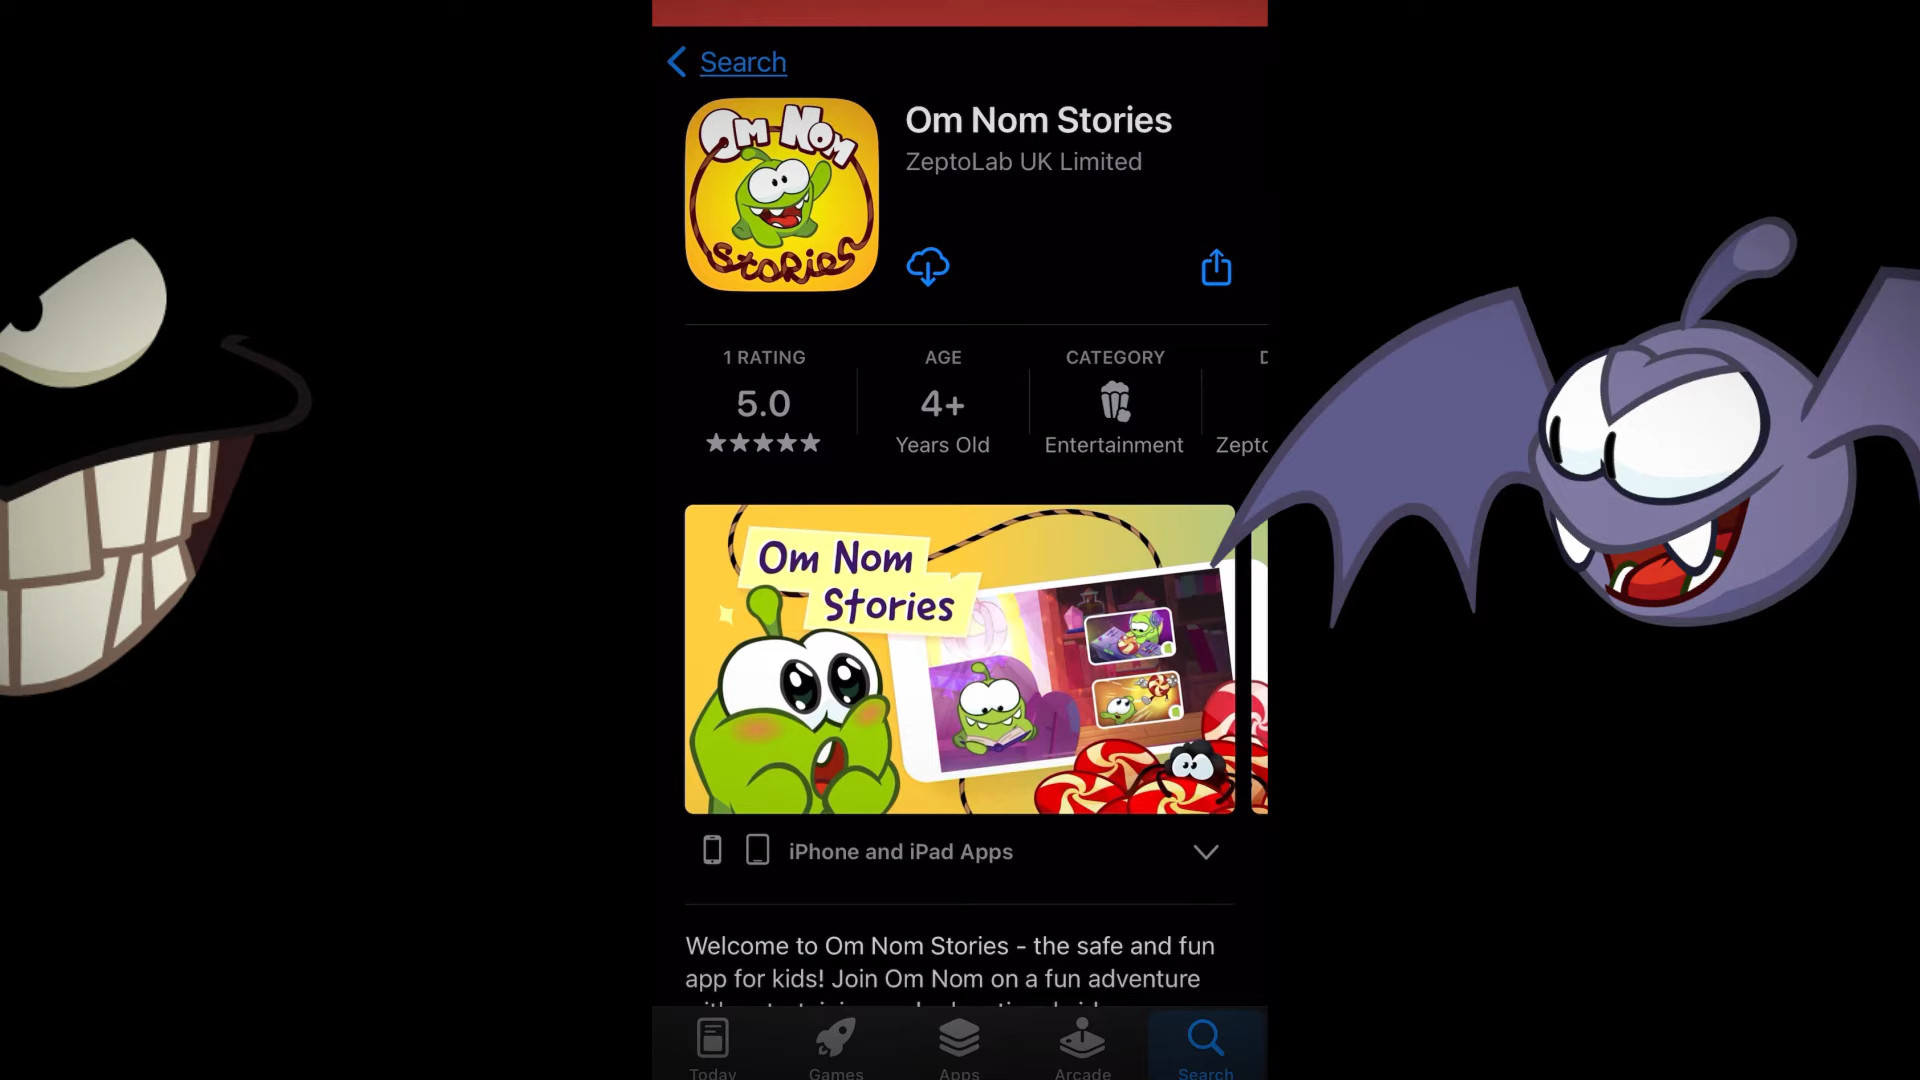 Search
OM NOM
STORIES
Om Nom Stories
ZeptoLab UK Limited
1 RATING
5.0
AGE
4+
Years Old
CATEGORY
Entertainment
D
Zepto
Om Nom
Stories
iPhone and iPad Apps
Welcome to Om Nom Stories - the safe and fun
app for kids! Join Om Nom on a fun adventure
Today
Games
Apps
Arcade
Search